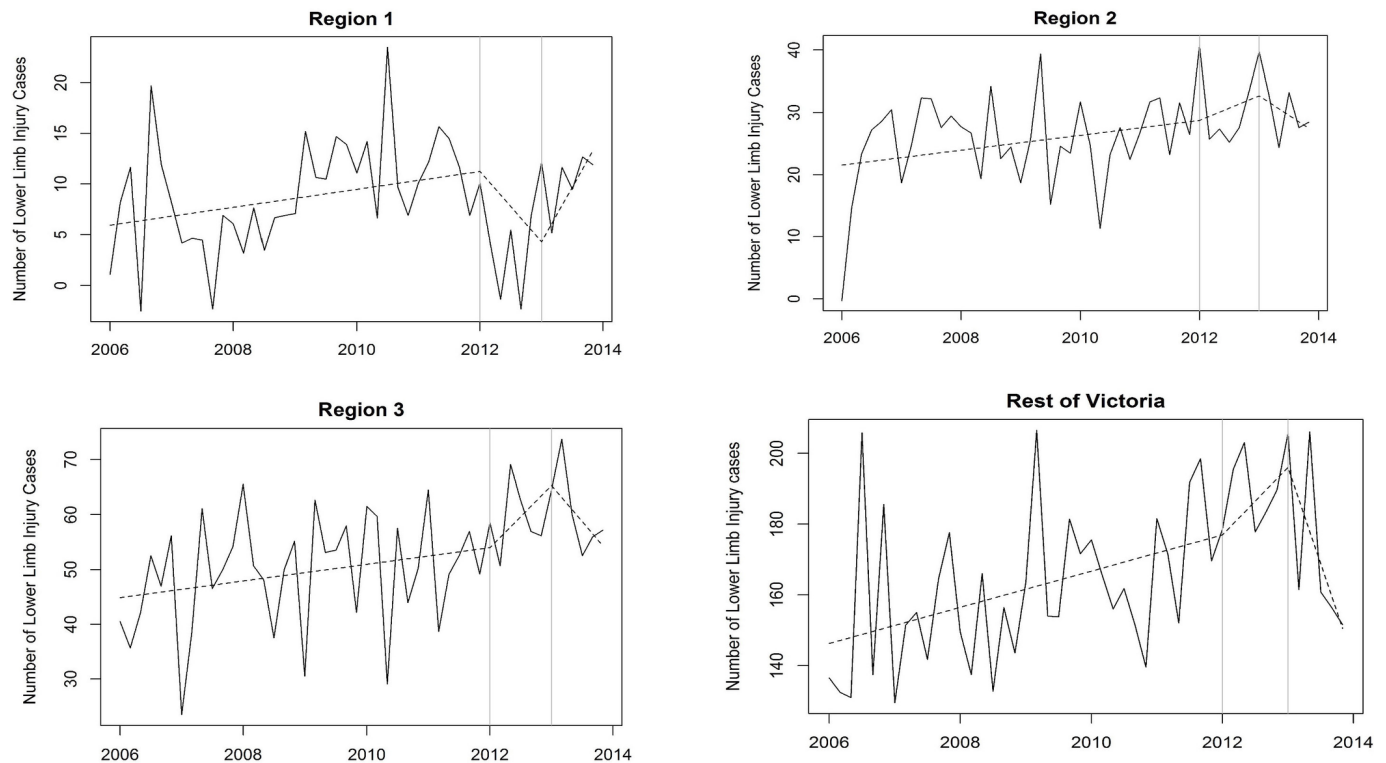 Region 1
Number of Lower Limb Injury Cases
20
15
10
5
0
2006 2008 2010 2012 2014
Region 2
Number of Lower Limb Injury Cases
40
30
20
10
0
2006 2008 2010 2012 2014
Region 3
Number of Lower Limb Injury Cases
70
60
50
40
30
2006 2008 2010 2012 2014
Rest of Victoria
Number of Lower Limb Injury cases
200
180
160
140
2006 2008 2010 2012 2014